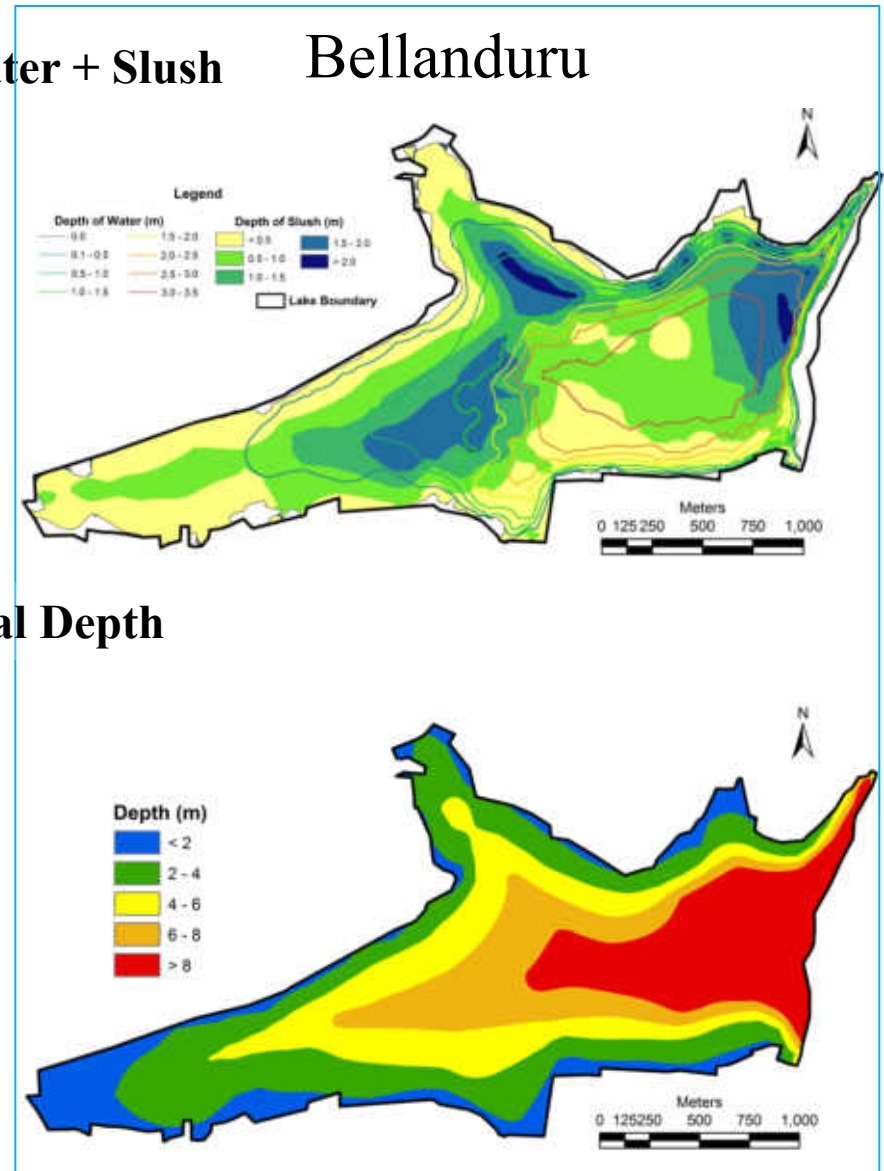 ter + Slush
Bellanduru
N
Legend
Depth of Water (m)
Depth of Slush (m)
0.0
0.1 - 0.5
0.5 - 1.0
1.0 - 1.5
1.5 - 2.0
2.0 - 2.5
2.5 - 3.0
3.0 - 3.5
< 0.5
0.5 - 1.0
1.0 - 1.5
1.5 - 2.0
> 2.0
Lake Boundary
Meters
0 125 250 500 750 1,000
al Depth
N
Depth (m)
< 2
2 - 4
4 - 6
6 - 8
> 8
Meters
0 125250 500 750 1,000